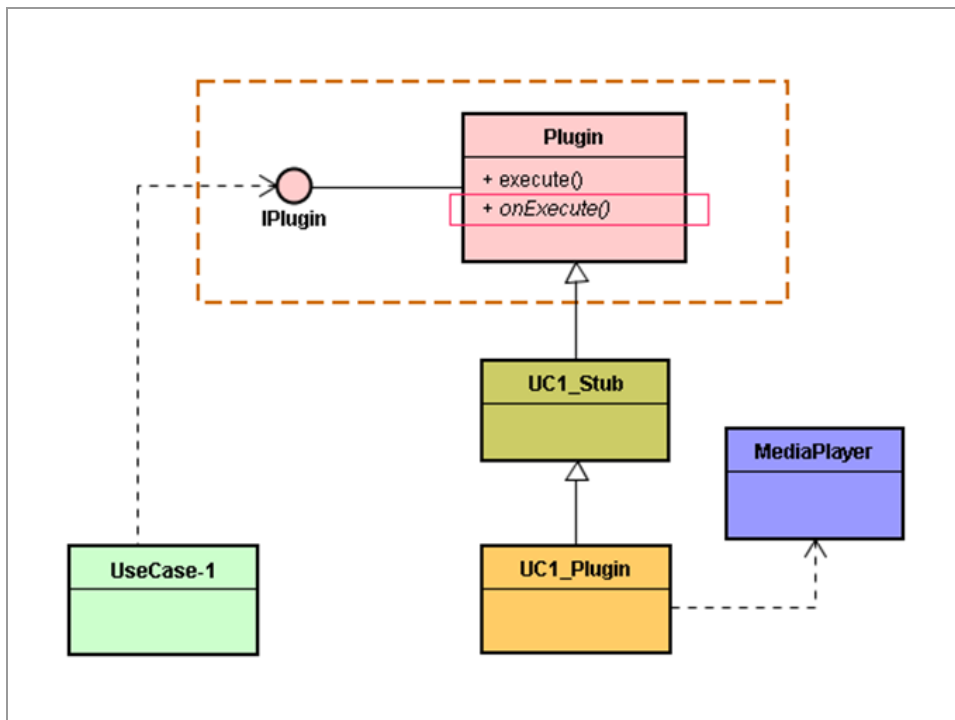 Plugin
+ execute()
+ onExecute()
IPlugin
UC1_Stub
MediaPlayer
UseCase-1
UC1_Plugin